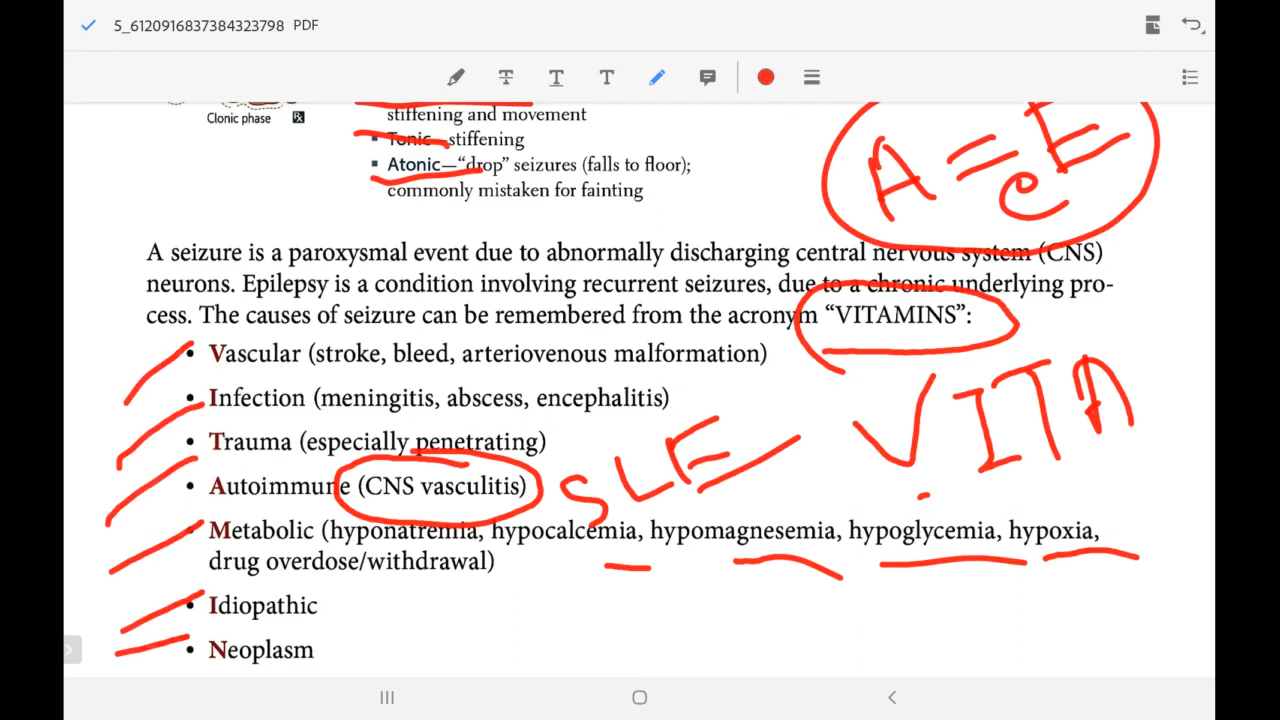 5_6120916837384323798 PDF
Clonic phase
stiffening and movement
Tonic—stiffening
Atonic—“drop” seizures (falls to floor);
commonly mistaken for fainting
A = E
e
A seizure is a paroxysmal event due to abnormally discharging central nervous system (CNS)
neurons. Epilepsy is a condition involving recurrent seizures, due to a chronic underlying pro-
cess. The causes of seizure can be remembered from the acronym “VITAMINS”:
• Vascular (stroke, bleed, arteriovenous malformation)
• Infection (meningitis, abscess, encephalitis)
• Trauma (especially penetrating)
• Autoimmune (CNS vasculitis)
SLE
VITA
• Metabolic (hyponatremia, hypocalcemia, hypomagnesemia, hypoglycemia, hypoxia,
drug overdose/withdrawal)
• Idiopathic
• Neoplasm